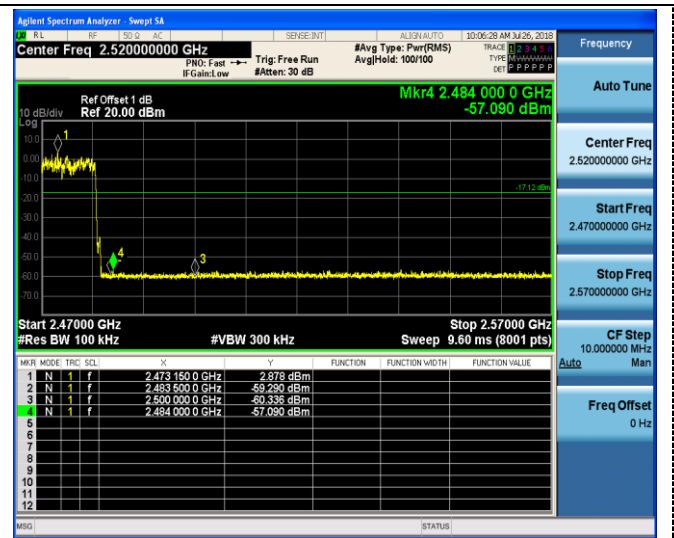 Agilent Spectrum Analyzer - Swept SA
RL RF 50 Ω AC SENSE:INT ALIGN AUTO 10:06:28 AM Jul 26, 2018
Center Freq 2.520000000 GHz
PNO: Fast
IFGain:Low
Trig: Free Run
#Atten: 30 dB
#Avg Type: Pwr(RMS)
Avg|Hold: 100/100
TRACE 1 2 3 4 5 6
TYPE M
DET P P P P P P
Mkr4 2.484 000 0 GHz
-57.090 dBm
Ref Offset 1 dB
10 dB/div Ref 20.00 dBm
Log
10.0
0.00
-10.0
-20.0
-30.0
-40.0
-50.0
-60.0
-70.0
1
4
3
-17.12 dBm
Start 2.47000 GHz Stop 2.57000 GHz
#Res BW 100 kHz #VBW 300 kHz Sweep 9.60 ms (8001 pts)
MKR MODE TRC SCL X Y FUNCTION FUNCTION WIDTH FUNCTION VALUE
1 N 1 f 2.473 150 0 GHz 2.878 dBm
2 N 1 f 2.483 500 0 GHz -59.290 dBm
3 N 1 f 2.500 000 0 GHz -60.336 dBm
4 N 1 f 2.484 000 0 GHz -57.090 dBm
5
6
7
8
9
10
11
12
MSG STATUS
Frequency
Auto Tune
Center Freq
2.520000000 GHz
Start Freq
2.470000000 GHz
Stop Freq
2.570000000 GHz
CF Step
10.000000 MHz
Auto Man
Freq Offset
0 Hz